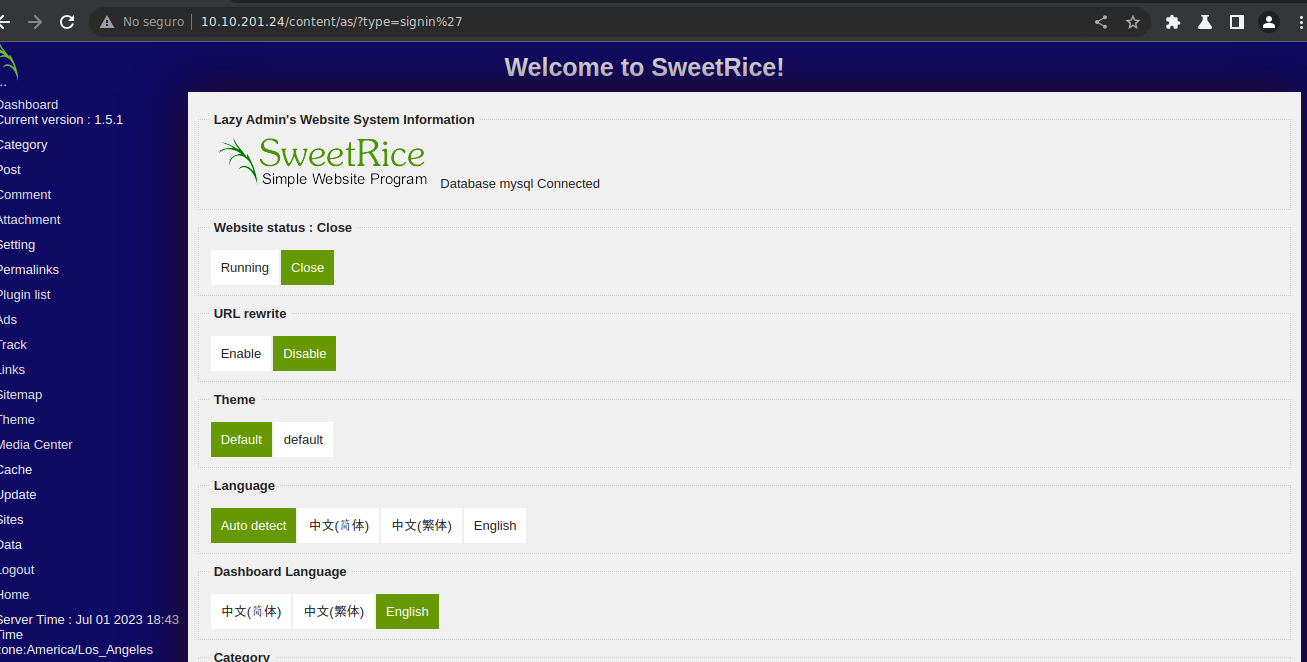 No seguro
10.10.201.24/content/as/?type=signin%27
Welcome to SweetRice!
..
Dashboard
Current version : 1.5.1
Category
Post
Comment
Attachment
Setting
Permalinks
Plugin list
Ads
Track
Links
Sitemap
Theme
Media Center
Cache
Update
Sites
Data
Logout
Home
Server Time : Jul 01 2023 18:43
Time
zone:America/Los_Angeles
Lazy Admin's Website System Information
SweetRice
Simple Website Program
Database mysql Connected
Website status : Close
Running Close
URL rewrite
Enable Disable
Theme
Default default
Language
Auto detect 中文(简体) 中文(繁體) English
Dashboard Language
中文(简体) 中文(繁體) English
Category